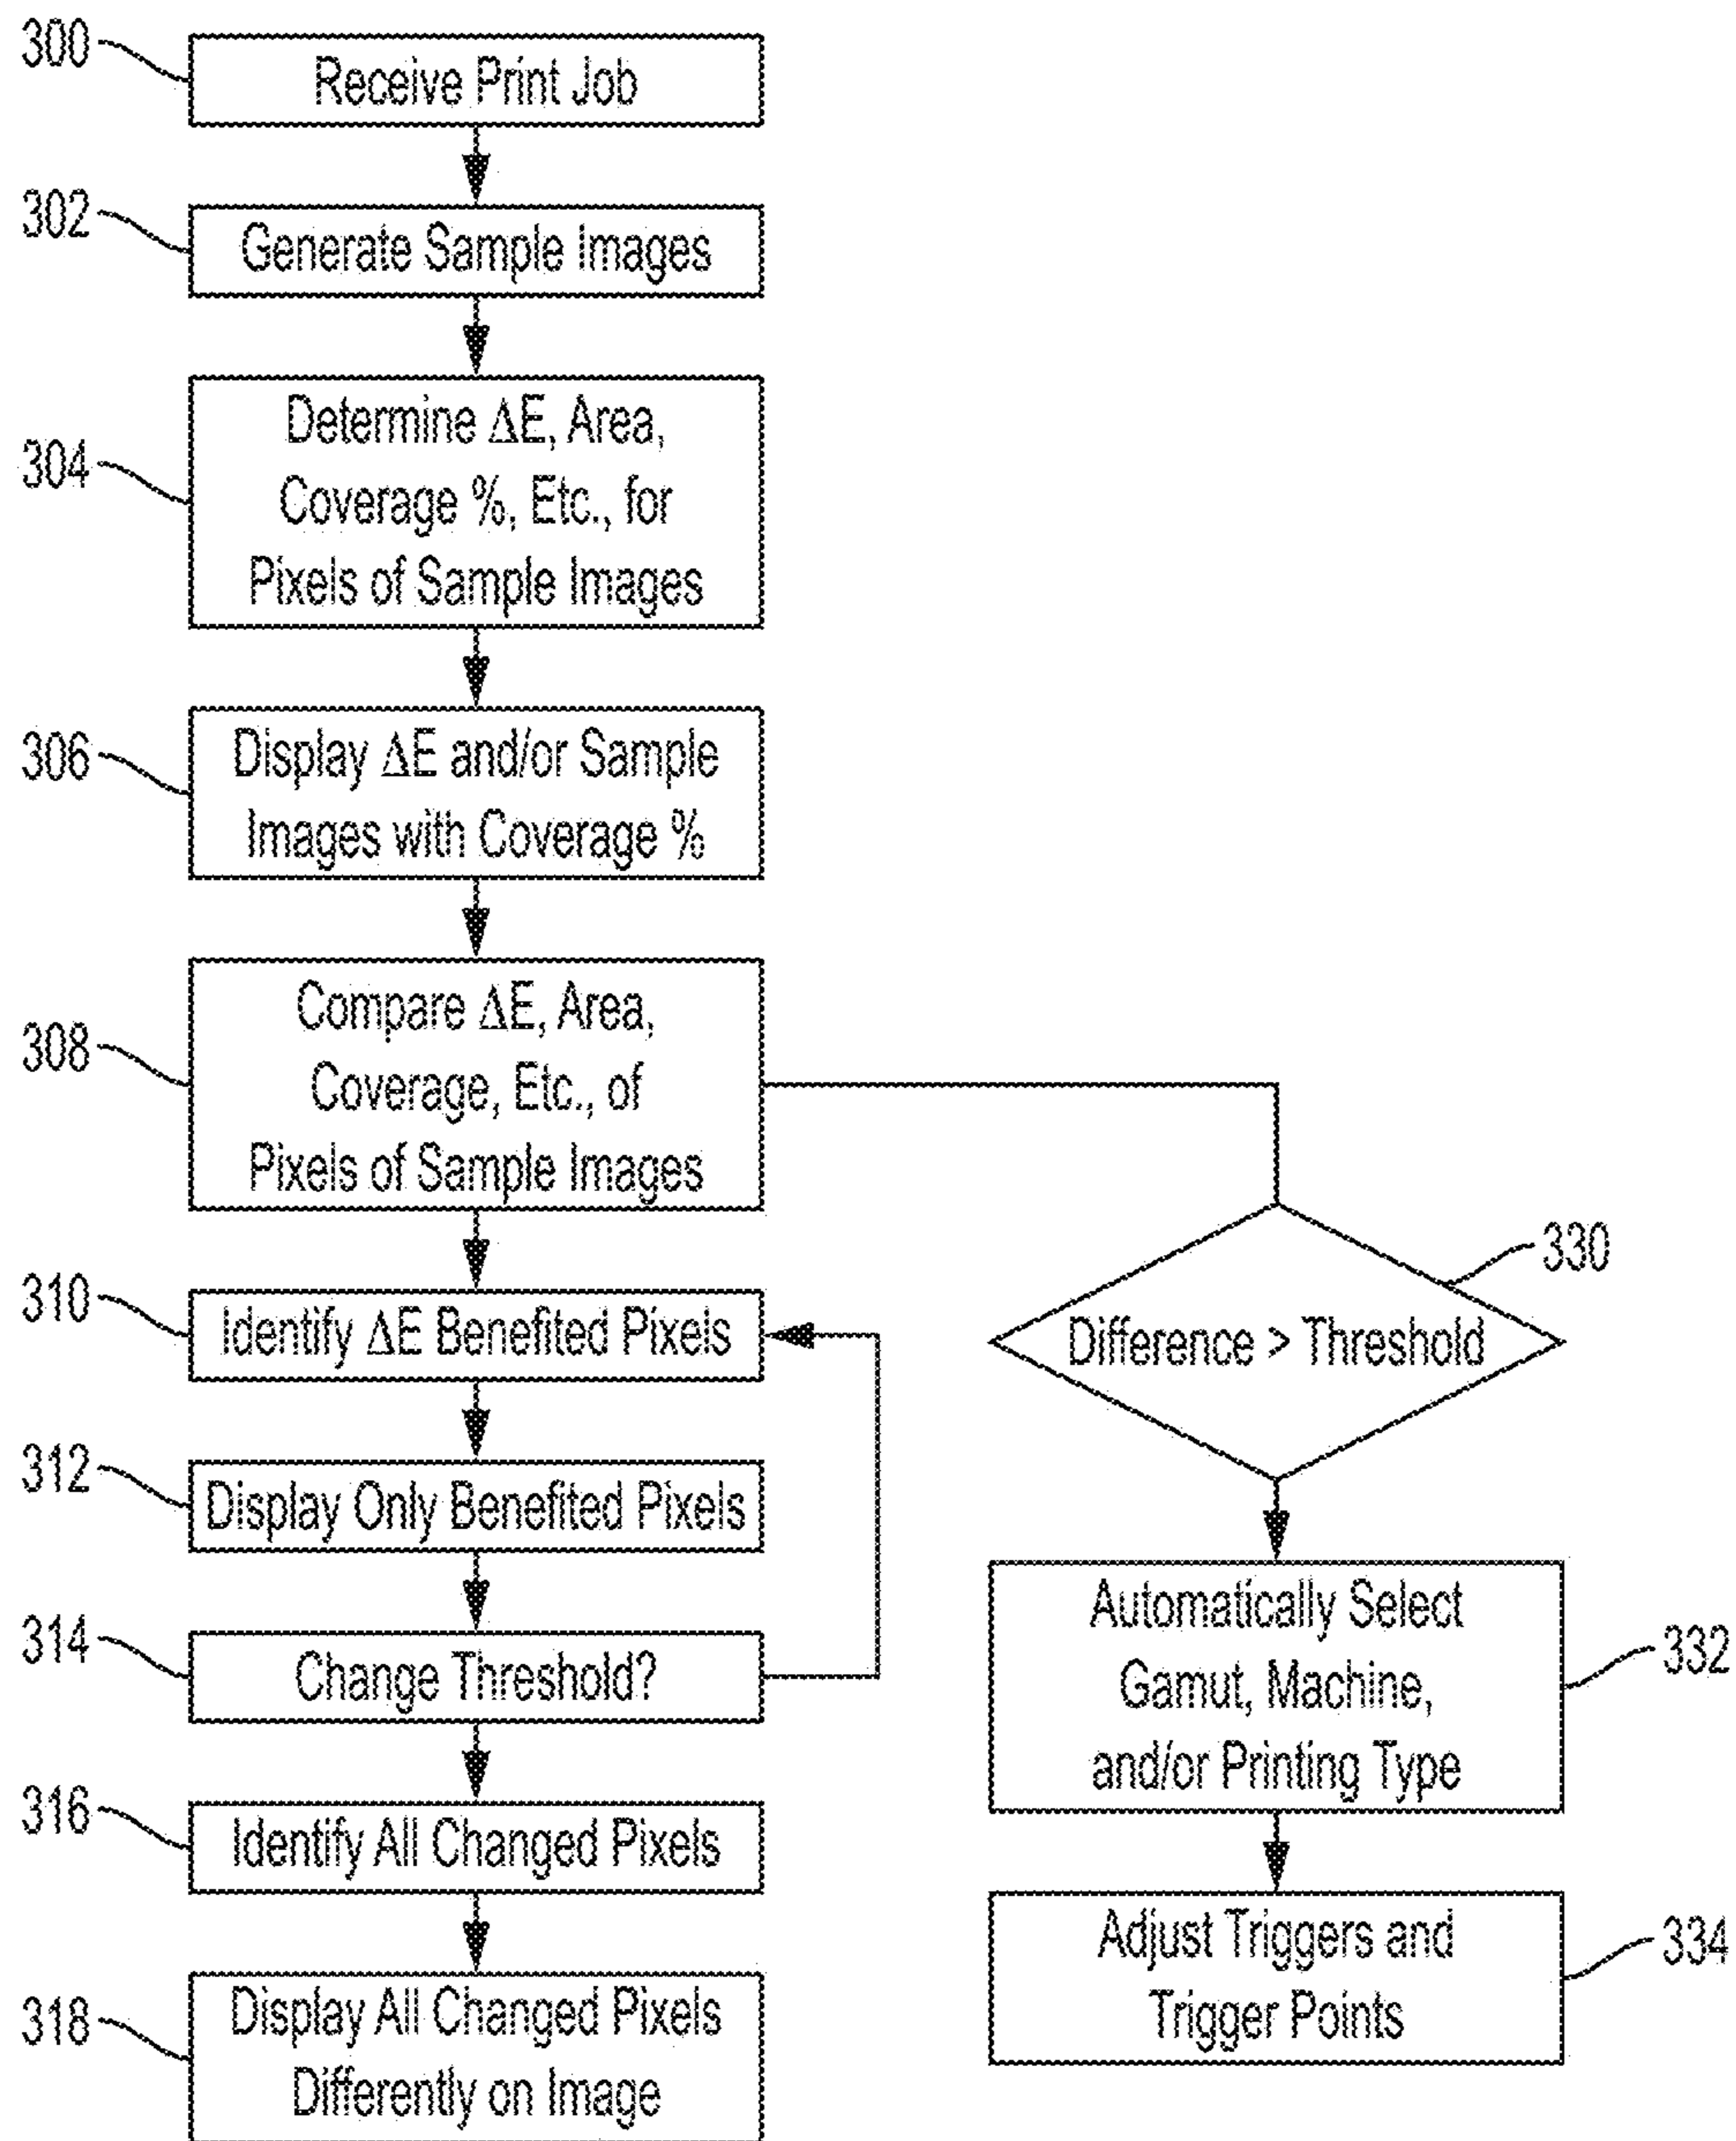 300
Receive Print Job
302
Generate Sample Images
304
Determine ΔE, Area,
Coverage %, Etc., for
Pixels of Sample Images
306
Display ΔE and/or Sample
Images with Coverage %
308
Compare ΔE, Area,
Coverage, Etc., of
Pixels of Sample Images
310
Identify ΔE Benefited Pixels
312
Display Only Benefited Pixels
314
Change Threshold?
316
Identify All Changed Pixels
318
Display All Changed Pixels
Differently on Image
330
Difference > Threshold
332
Automatically Select
Gamut, Machine,
and/or Printing Type
334
Adjust Triggers and
Trigger Points